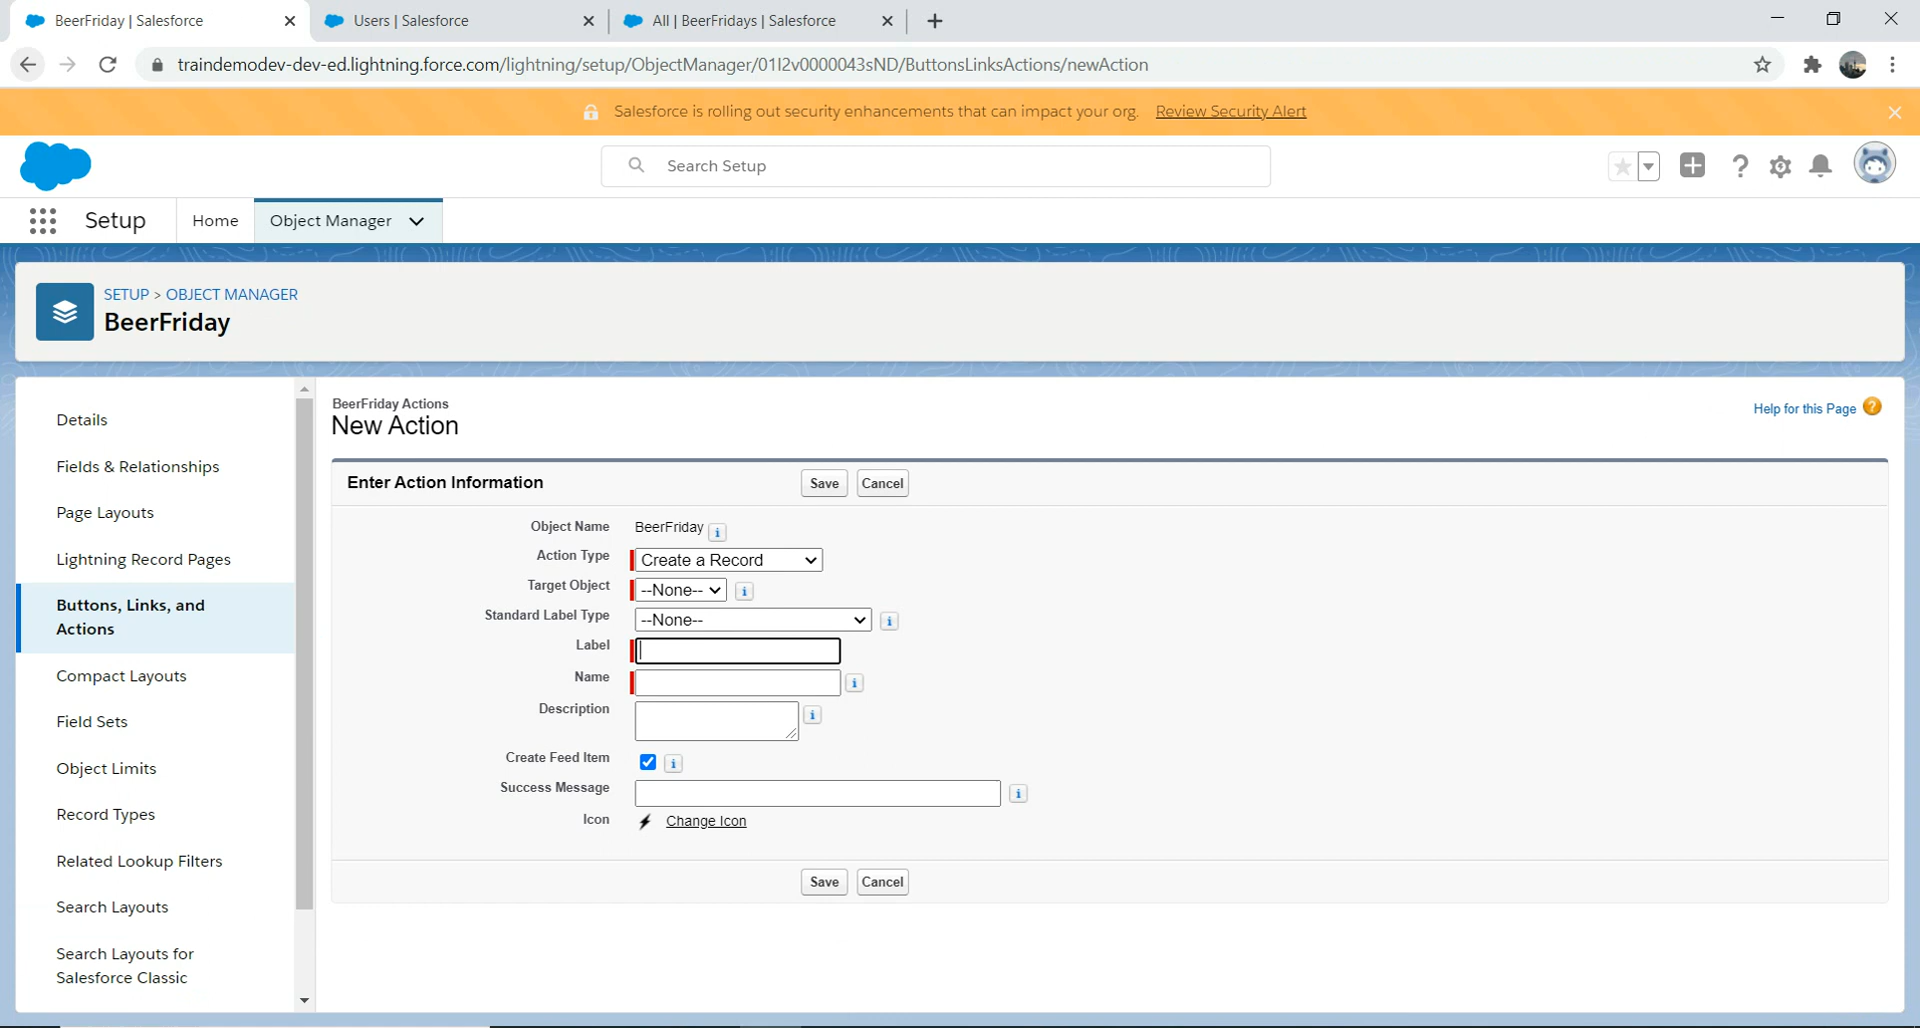 BeerFriday | Salesforce
Users | Salesforce
All | BeerFridays | Salesforce
traindemodev-dev-ed.lightning.force.com/lightning/setup/ObjectManager/01I2v0000043sND/ButtonsLinksActions/newAction
Salesforce is rolling out security enhancements that can impact your org. Review Security Alert
Search Setup
Setup
Home
Object Manager
SETUP > OBJECT MANAGER
BeerFriday
Details
Fields & Relationships
Page Layouts
Lightning Record Pages
Buttons, Links, and
Actions
Compact Layouts
Field Sets
Object Limits
Record Types
Related Lookup Filters
Search Layouts
Search Layouts for
Salesforce Classic
BeerFriday Actions
New Action
Help for this Page ?
Enter Action Information
Save
Cancel
Object Name BeerFriday i
Action Type Create a Record
Target Object --None-- i
Standard Label Type --None-- i
Label
Name i
Description i
Create Feed Item i
Success Message i
Icon Change Icon
Save
Cancel